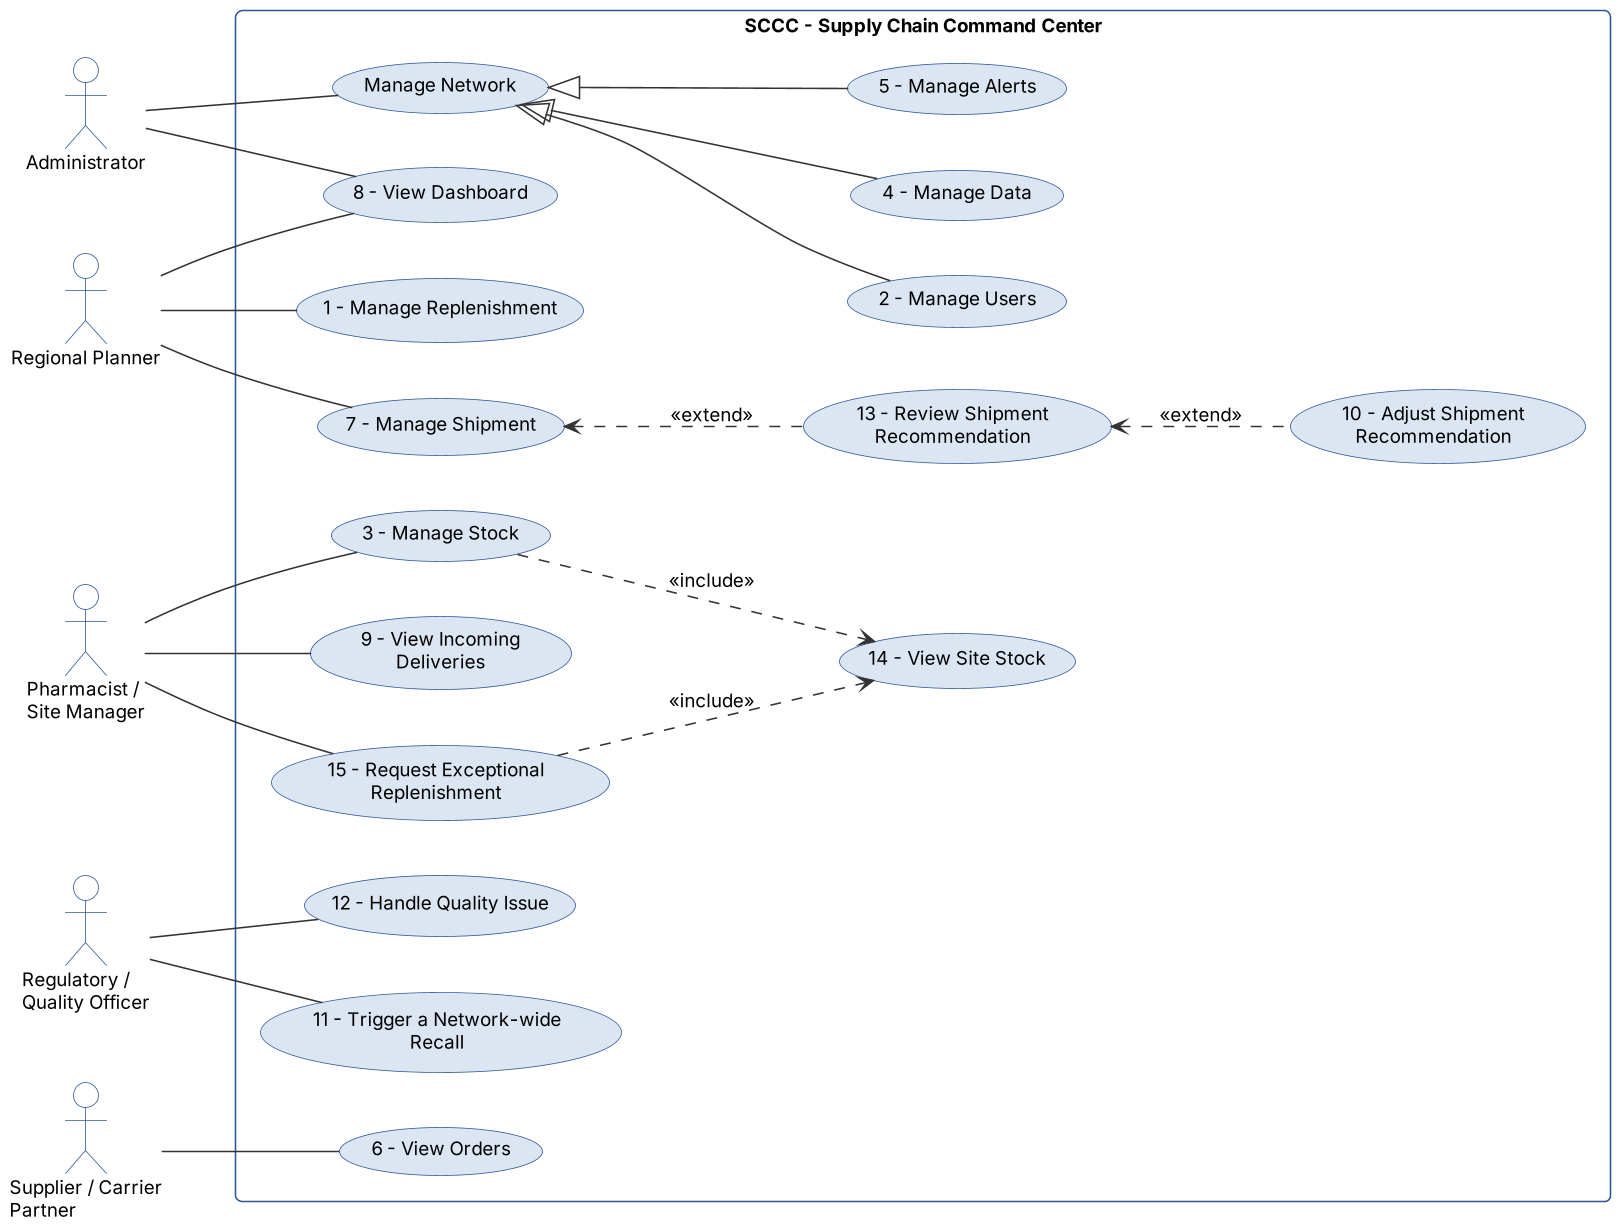 SCCC - Supply Chain Command Center
Administrator
Manage Network
5 - Manage Alerts
8 - View Dashboard
4 - Manage Data
Regional Planner
1 - Manage Replenishment
2 - Manage Users
7 - Manage Shipment
«extend»
13 - Review Shipment
Recommendation
«extend»
10 - Adjust Shipment
Recommendation
Pharmacist /
Site Manager
3 - Manage Stock
«include»
9 - View Incoming
Deliveries
14 - View Site Stock
«include»
15 - Request Exceptional
Replenishment
Regulatory /
Quality Officer
12 - Handle Quality Issue
11 - Trigger a Network-wide
Recall
Supplier / Carrier
Partner
6 - View Orders